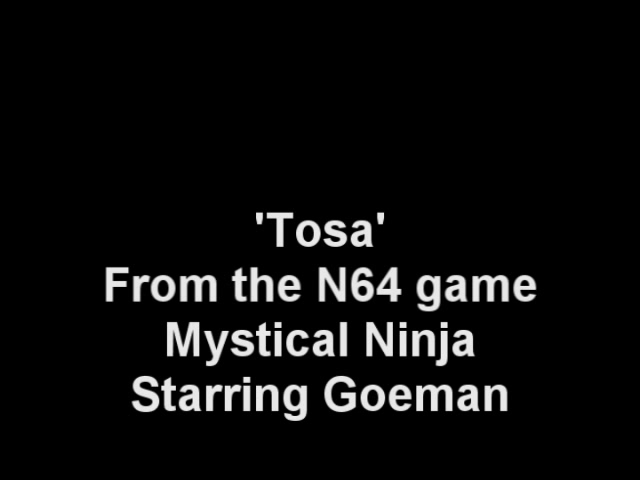 'Tosa'
From the N64 game
Mystical Ninja
Starring Goeman